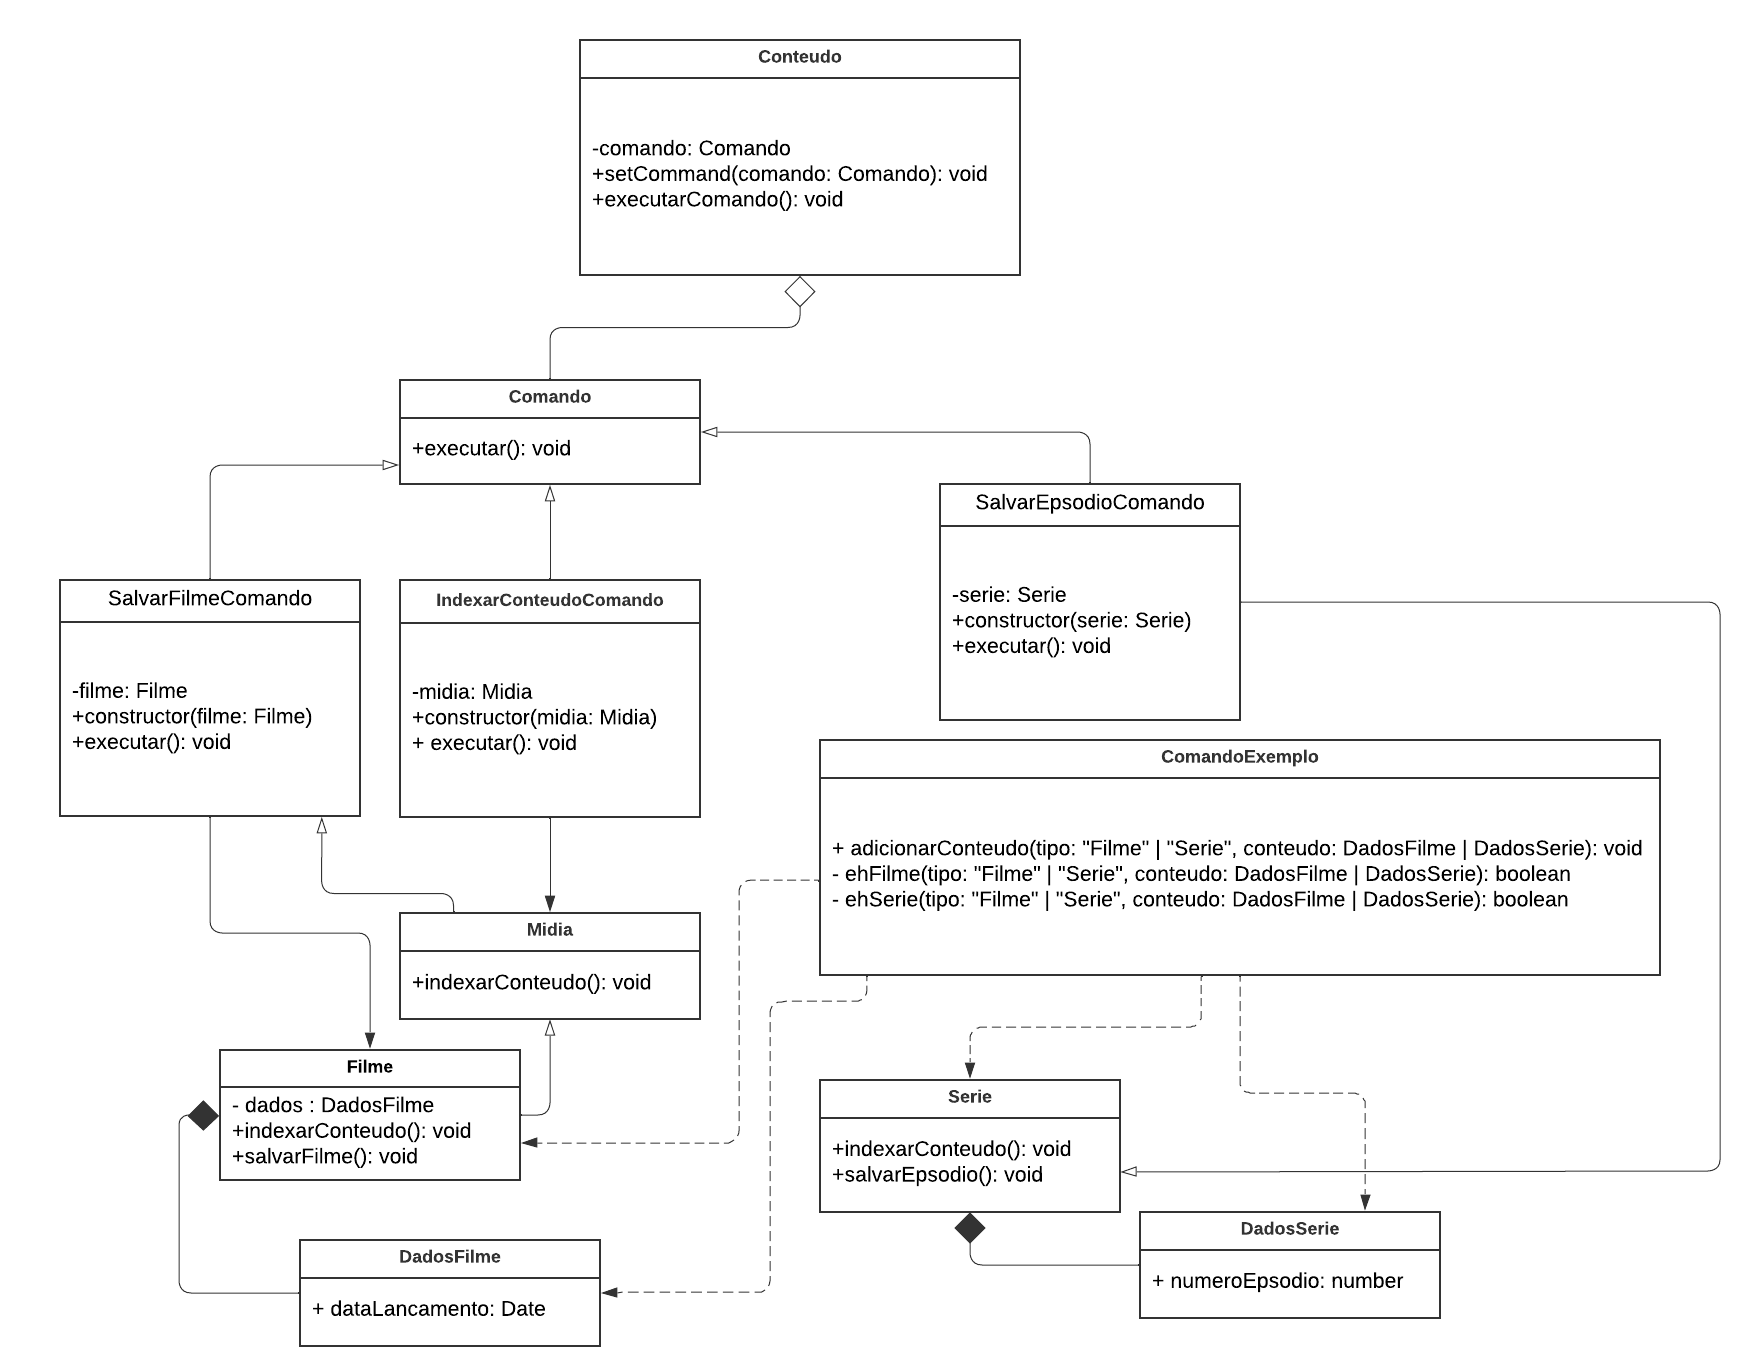 Conteudo
-comando: Comando
+setCommand(comando: Comando): void
+executarComando(): void
Comando
+executar(): void
SalvarEpsodioComando
-serie: Serie
+constructor(serie: Serie)
+executar(): void
SalvarFilmeComando
-filme: Filme
+constructor(filme: Filme)
+executar(): void
IndexarConteudoComando
-midia: Midia
+constructor(midia: Midia)
+ executar(): void
ComandoExemplo
+ adicionarConteudo(tipo: "Filme" | "Serie", conteudo: DadosFilme | DadosSerie): void
- ehFilme(tipo: "Filme" | "Serie", conteudo: DadosFilme | DadosSerie): boolean
- ehSerie(tipo: "Filme" | "Serie", conteudo: DadosFilme | DadosSerie): boolean
Midia
+indexarConteudo(): void
Filme
- dados : DadosFilme
+indexarConteudo(): void
+salvarFilme(): void
Serie
+indexarConteudo(): void
+salvarEpsodio(): void
DadosFilme
+ dataLancamento: Date
DadosSerie
+ numeroEpsodio: number